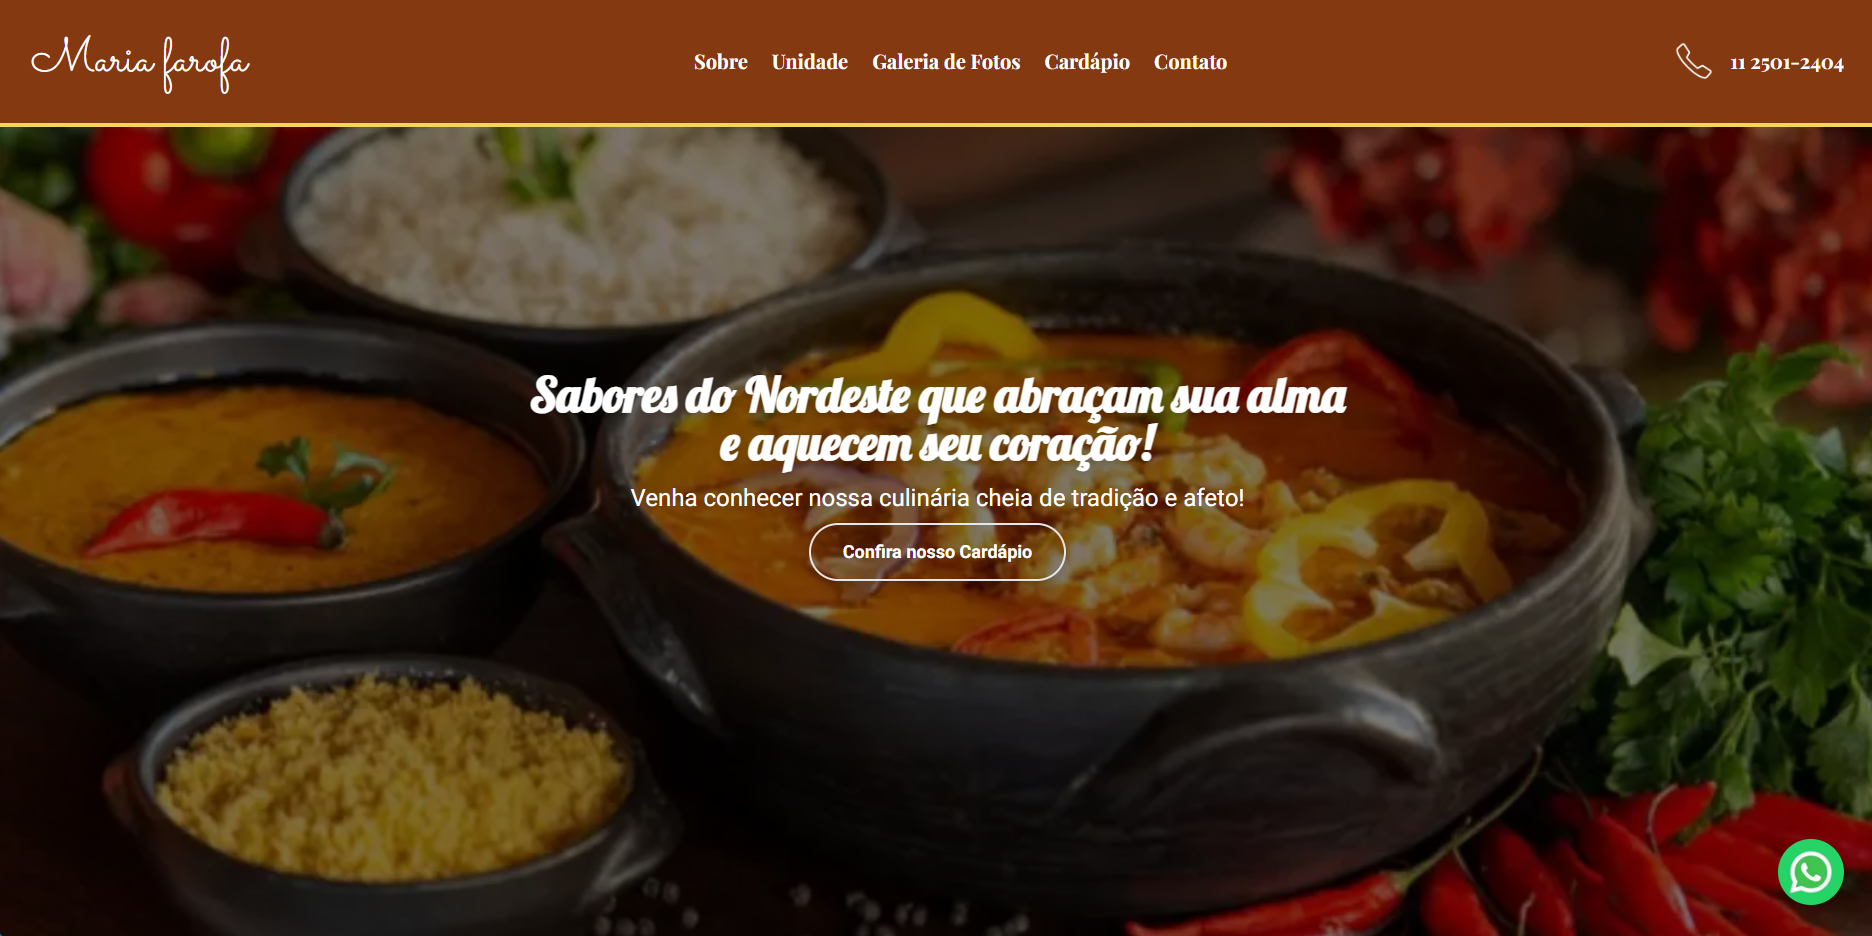 Maria farofa
Sobre Unidade Galeria de Fotos Cardápio Contato
11 2501-2404
Sabores do Nordeste que abraçam sua alma
e aquecem seu coração!
Venha conhecer nossa culinária cheia de tradição e afeto!
Confira nosso Cardápio